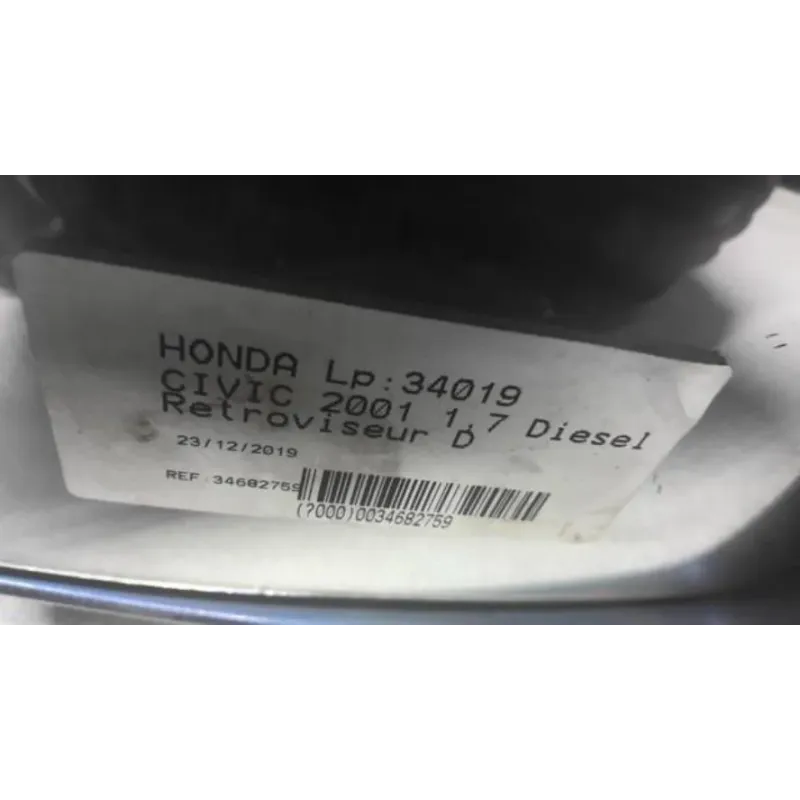 HONDA Lp:34019
CIVIC 2001 1,7 Diesel
Retroviseur D
23/12/2019
REF:34682759
(?000)0034682759